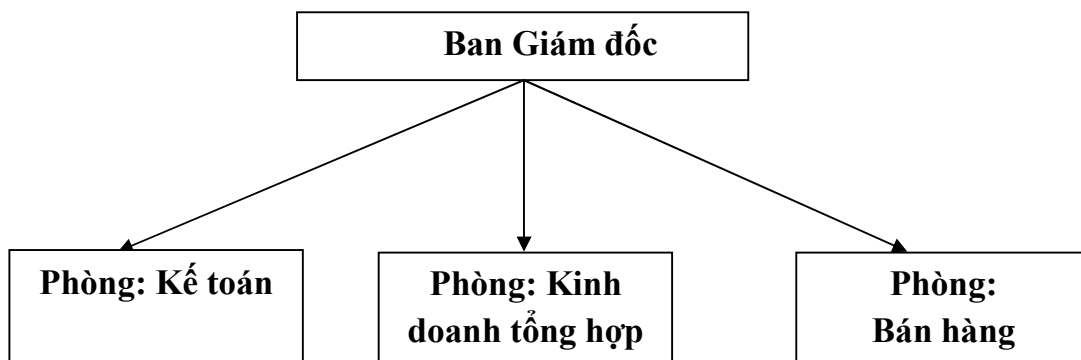 Ban Giám đốc
Phòng: Kế toán
Phòng: Kinh
doanh tổng hợp
Phòng:
Bán hàng